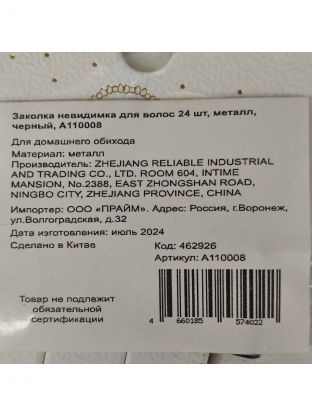 Заколка невидимка для волос 24 шт, металл,
черный, A110008
Для домашнего обихода
Материал: металл
Производитель: ZHEJIANG RELIABLE INDUSTRIAL
AND TRADING CO., LTD. ROOM 604, INTIME
MANSION, No.2388, EAST ZHONGSHAN ROAD,
NINGBO CITY, ZHEJIANG PROVINCE, CHINA
Импортер: ООО «ПРАЙМ». Адрес: Россия, г.Воронеж,
ул.Волгоградская, д.32
Дата изготовления: июль 2024
Сделано в Китае
Код: 462926
Артикул: A110008
Товар не подлежит
обязательной
сертификации
4 660185 574022